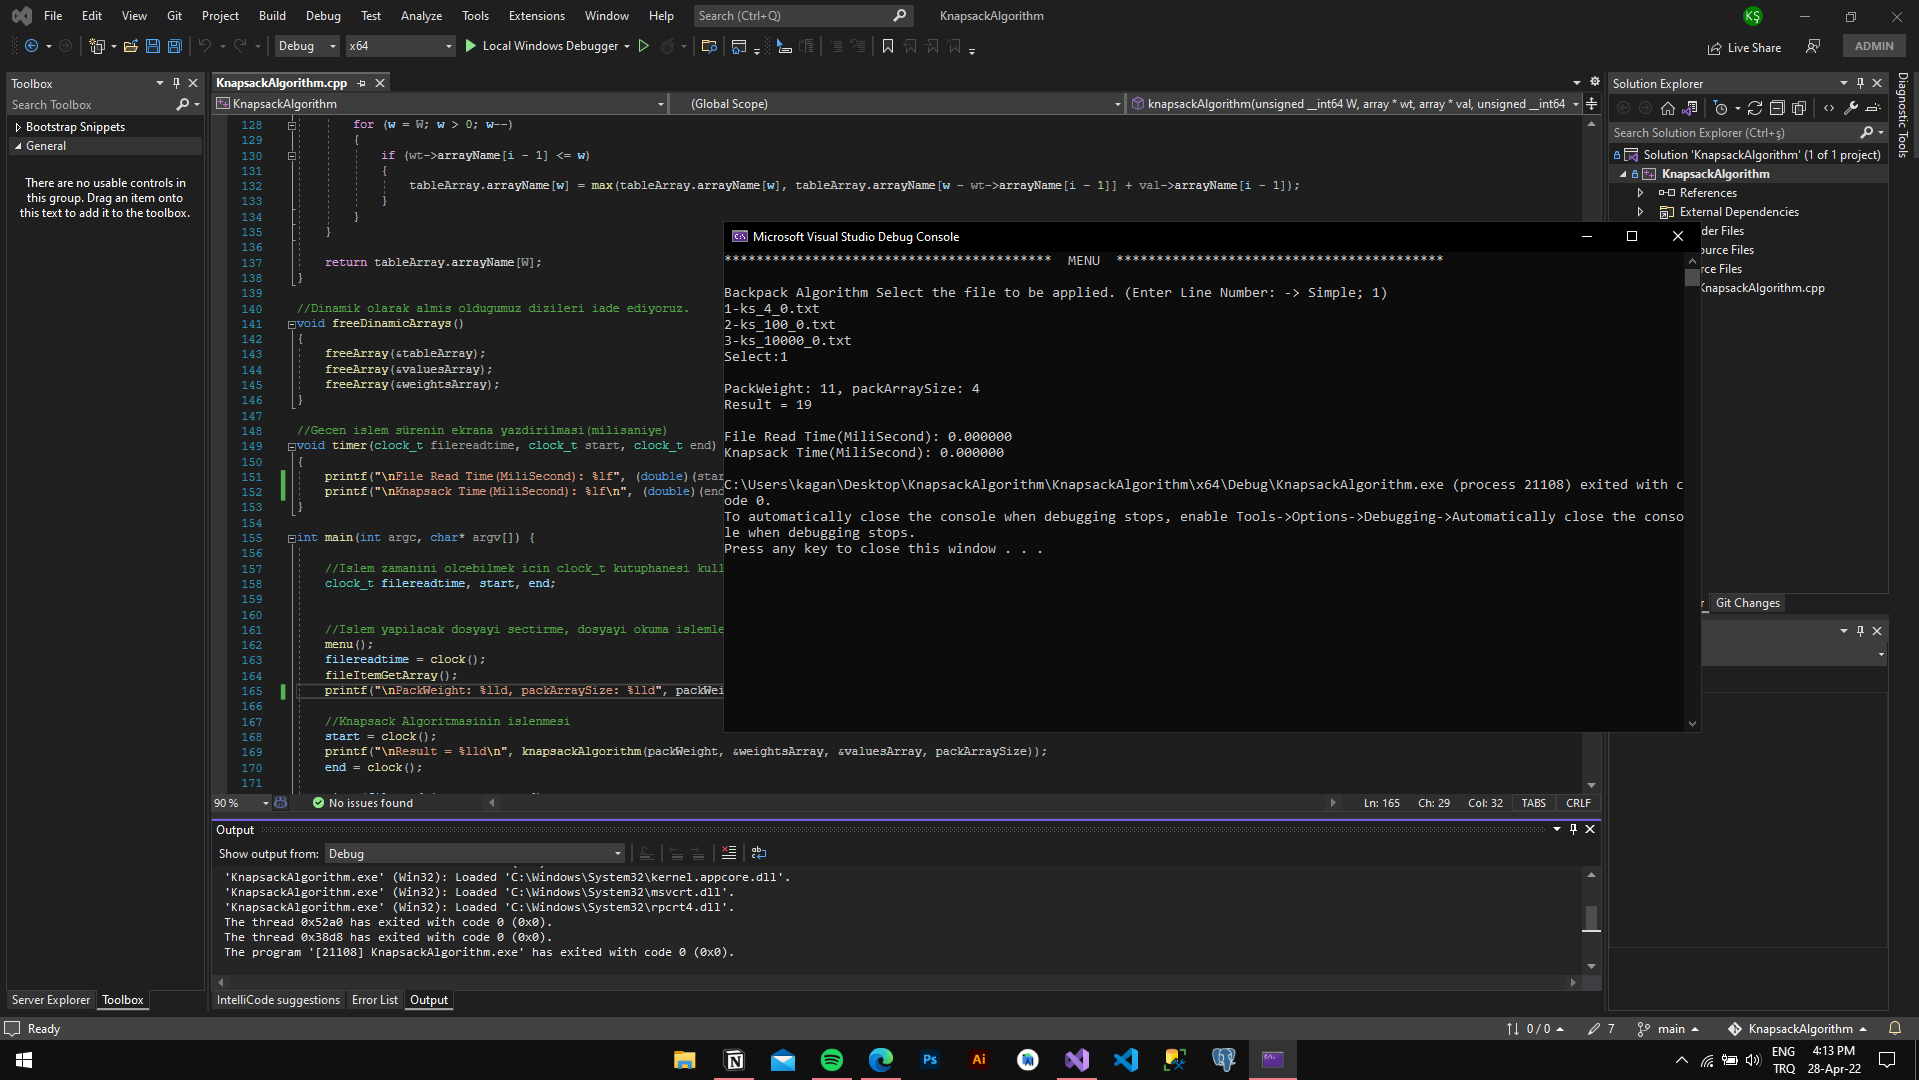 File Edit View Git Project Build Debug Test Analyze Tools Extensions Window Help Search (Ctrl+Q) KnapsackAlgorithm KŞ
Debug x64 Local Windows Debugger Live Share ADMIN
Toolbox
Search Toolbox
Bootstrap Snippets
General
There are no usable controls in
this group. Drag an item onto
this text to add it to the toolbox.
Server Explorer Toolbox
KnapsackAlgorithm.cpp
KnapsackAlgorithm (Global Scope) knapsackAlgorithm(unsigned __int64 W, array * wt, array * val, unsigned __int64
128 for (w = W; w > 0; w--)
129 {
130 if (wt->arrayName[i - 1] <= w)
131 {
132 tableArray.arrayName[w] = max(tableArray.arrayName[w], tableArray.arrayName[w - wt->arrayName[i - 1]] + val->arrayName[i - 1]);
133 }
134 }
135 }
136
137 return tableArray.arrayName[W];
138 }
139
140 //Dinamik olarak almis oldugumuz dizileri iade ediyoruz.
141 void freeDinamicArrays()
142 {
143 freeArray(&tableArray);
144 freeArray(&valuesArray);
145 freeArray(&weightsArray);
146 }
147
148 //Gecen islem sürenin ekrana yazdirilmasi(milisaniye)
149 void timer(clock_t filereadtime, clock_t start, clock_t end)
150 {
151 printf("\nFile Read Time(MiliSecond): %lf", (double)(star
152 printf("\nKnapsack Time(MiliSecond): %lf\n", (double)(end
153 }
154
155 int main(int argc, char* argv[]) {
156
157 //Islem zamanini olcebilmek icin clock_t kutuphanesi kull
158 clock_t filereadtime, start, end;
159
160
161 //Islem yapilacak dosyayi sectirme, dosyayi okuma islemle
162 menu();
163 filereadtime = clock();
164 fileItemGetArray();
165 printf("\nPackWeight: %lld, packArraySize: %lld", packWei
166
167 //Knapsack Algoritmasinin islenmesi
168 start = clock();
169 printf("\nResult = %lld\n", knapsackAlgorithm(packWeight, &weightsArray, &valuesArray, packArraySize));
170 end = clock();
171
90 % No issues found Ln: 165 Ch: 29 Col: 32 TABS CRLF
Microsoft Visual Studio Debug Console
***************************************** MENU *****************************************
Backpack Algorithm Select the file to be applied. (Enter Line Number: -> Simple; 1)
1-ks_4_0.txt
2-ks_100_0.txt
3-ks_10000_0.txt
Select:1
PackWeight: 11, packArraySize: 4
Result = 19
File Read Time(MiliSecond): 0.000000
Knapsack Time(MiliSecond): 0.000000
C:\Users\kagan\Desktop\KnapsackAlgorithm\KnapsackAlgorithm\x64\Debug\KnapsackAlgorithm.exe (process 21108) exited with c
ode 0.
To automatically close the console when debugging stops, enable Tools->Options->Debugging->Automatically close the conso
le when debugging stops.
Press any key to close this window . . .
Output
Show output from: Debug
'KnapsackAlgorithm.exe' (Win32): Loaded 'C:\Windows\System32\kernel.appcore.dll'.
'KnapsackAlgorithm.exe' (Win32): Loaded 'C:\Windows\System32\msvcrt.dll'.
'KnapsackAlgorithm.exe' (Win32): Loaded 'C:\Windows\System32\rpcrt4.dll'.
The thread 0x52a0 has exited with code 0 (0x0).
The thread 0x38d8 has exited with code 0 (0x0).
The program '[21108] KnapsackAlgorithm.exe' has exited with code 0 (0x0).
IntelliCode suggestions Error List Output
Solution Explorer
Search Solution Explorer (Ctrl+ş)
Solution 'KnapsackAlgorithm' (1 of 1 project)
KnapsackAlgorithm
References
External Dependencies
der Files
ource Files
rce Files
KnapsackAlgorithm.cpp
r Git Changes
Diagnostic Tools
Ready 0 / 0 7 main KnapsackAlgorithm
Ps Ai
ENG
TRQ
4:13 PM
28-Apr-22